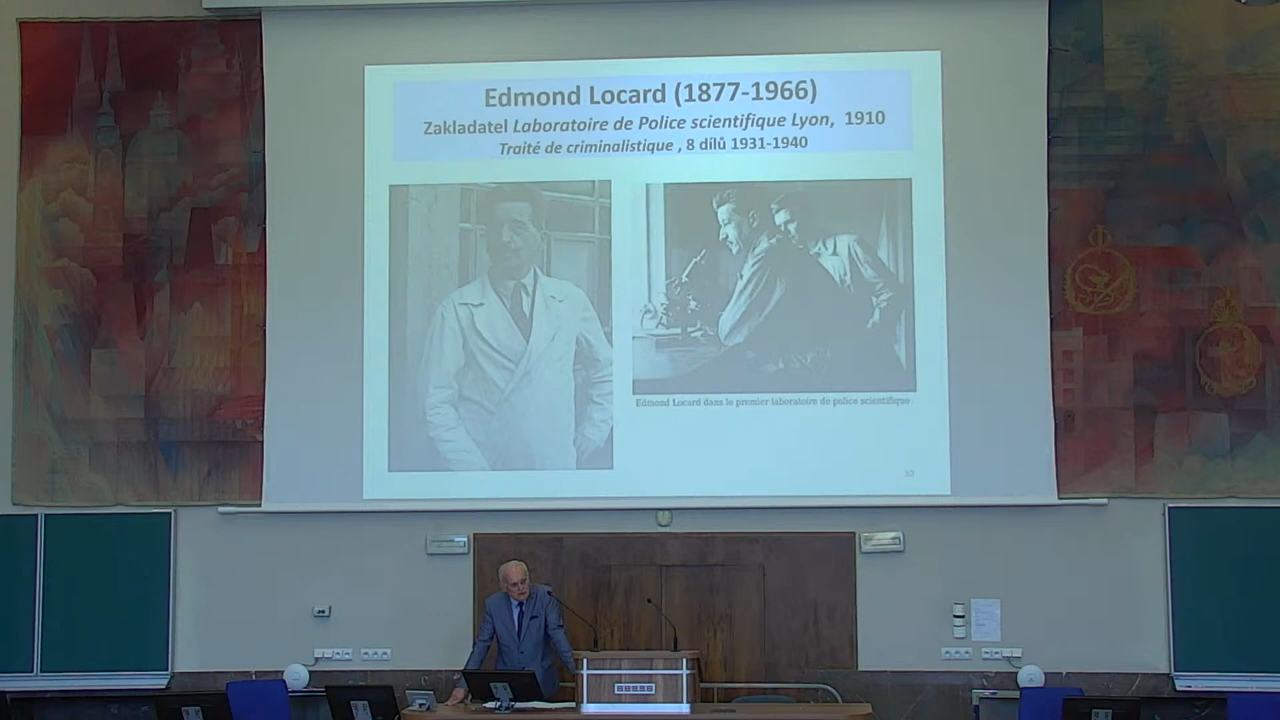 Edmond Locard (1877-1966)
Zakladatel Laboratoire de Police scientifique Lyon, 1910
Traité de criminalistique , 8 dílů 1931-1940
Edmond Locard dans le premier laboratoire de police scientifique.